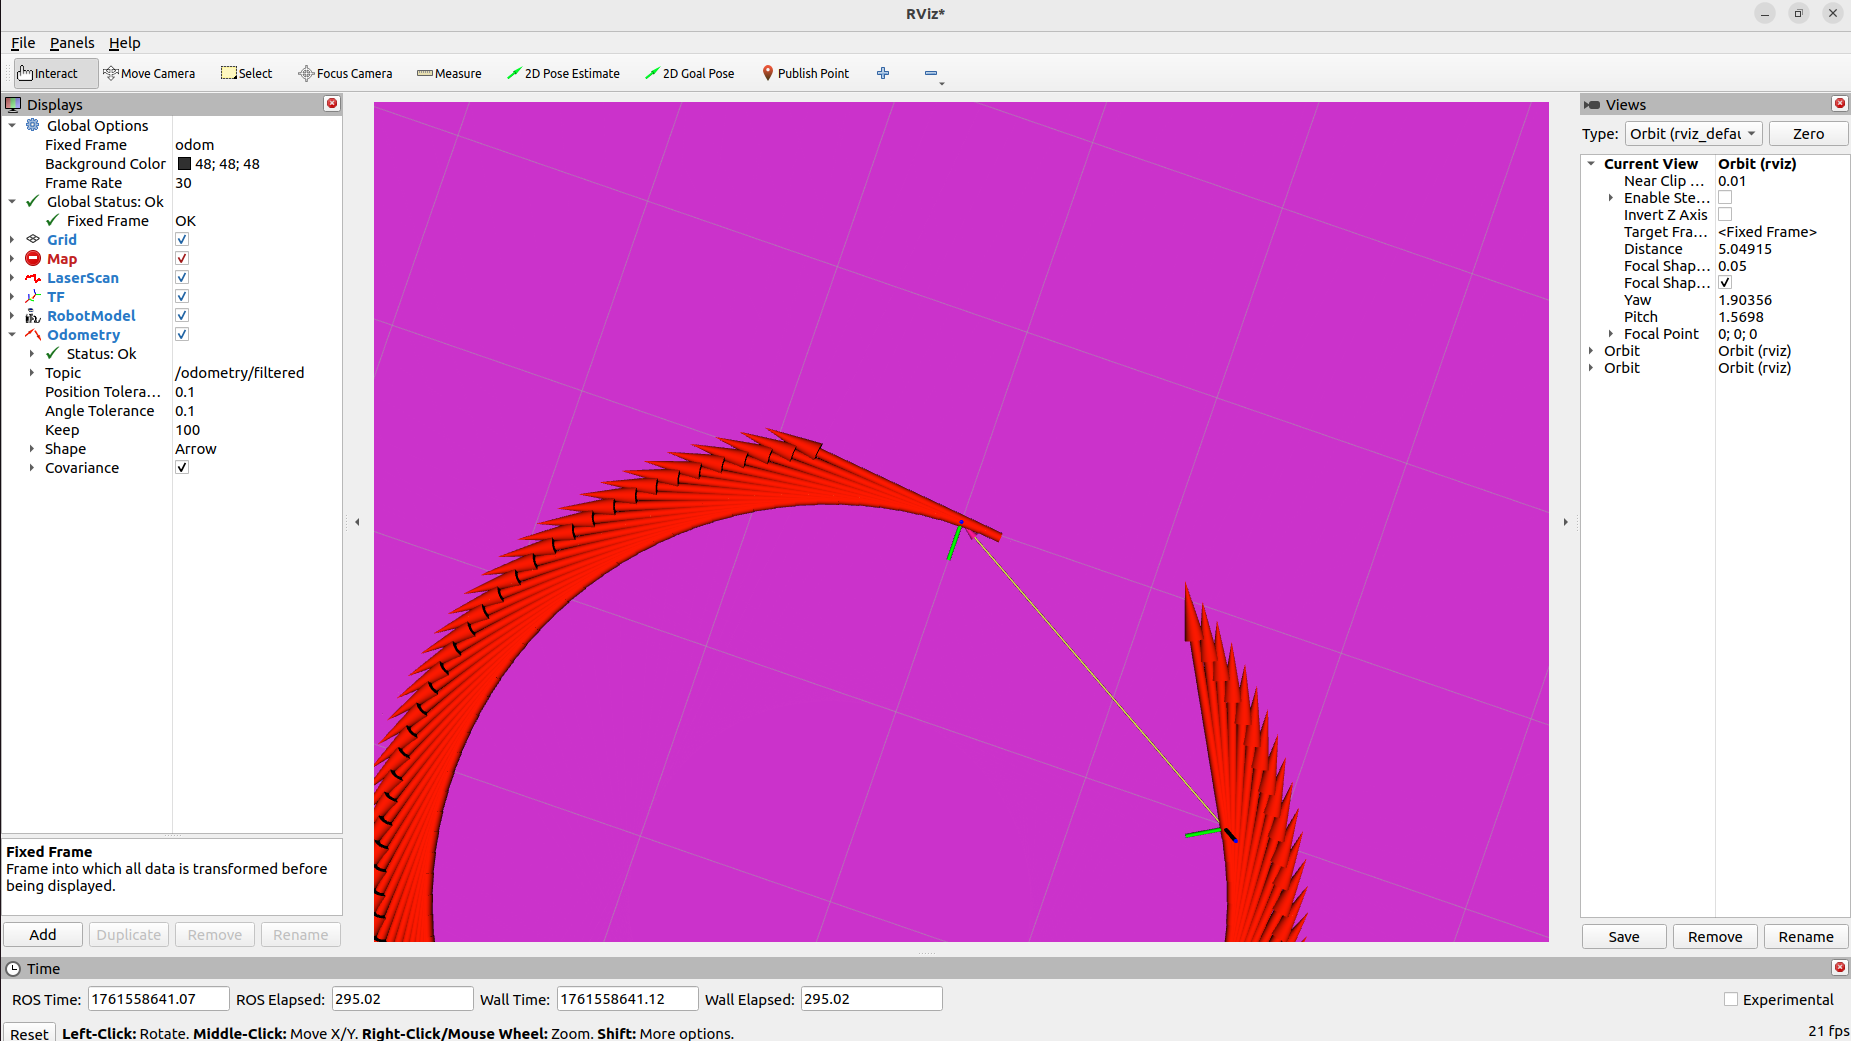 RViz*
File Panels Help
Interact Move Camera Select Focus Camera Measure 2D Pose Estimate 2D Goal Pose Publish Point
Displays
Global Options
Fixed Frame odom
Background Color 48; 48; 48
Frame Rate 30
Global Status: Ok
Fixed Frame OK
Grid
Map
LaserScan
TF
RobotModel
Odometry
Status: Ok
Topic /odometry/filtered
Position Tolera... 0.1
Angle Tolerance 0.1
Keep 100
Shape Arrow
Covariance
Fixed Frame
Frame into which all data is transformed before
being displayed.
Add Duplicate Remove Rename
Views
Type: Orbit (rviz_defau Zero
Current View Orbit (rviz)
Near Clip ... 0.01
Enable Ste...
Invert Z Axis
Target Fra... <Fixed Frame>
Distance 5.04915
Focal Shap... 0.05
Focal Shap...
Yaw 1.90356
Pitch 1.5698
Focal Point 0; 0; 0
Orbit Orbit (rviz)
Orbit Orbit (rviz)
Save Remove Rename
Time
ROS Time: 1761558641.07 ROS Elapsed: 295.02 Wall Time: 1761558641.12 Wall Elapsed: 295.02 Experimental
Reset Left-Click: Rotate. Middle-Click: Move X/Y. Right-Click/Mouse Wheel: Zoom. Shift: More options. 21 fps